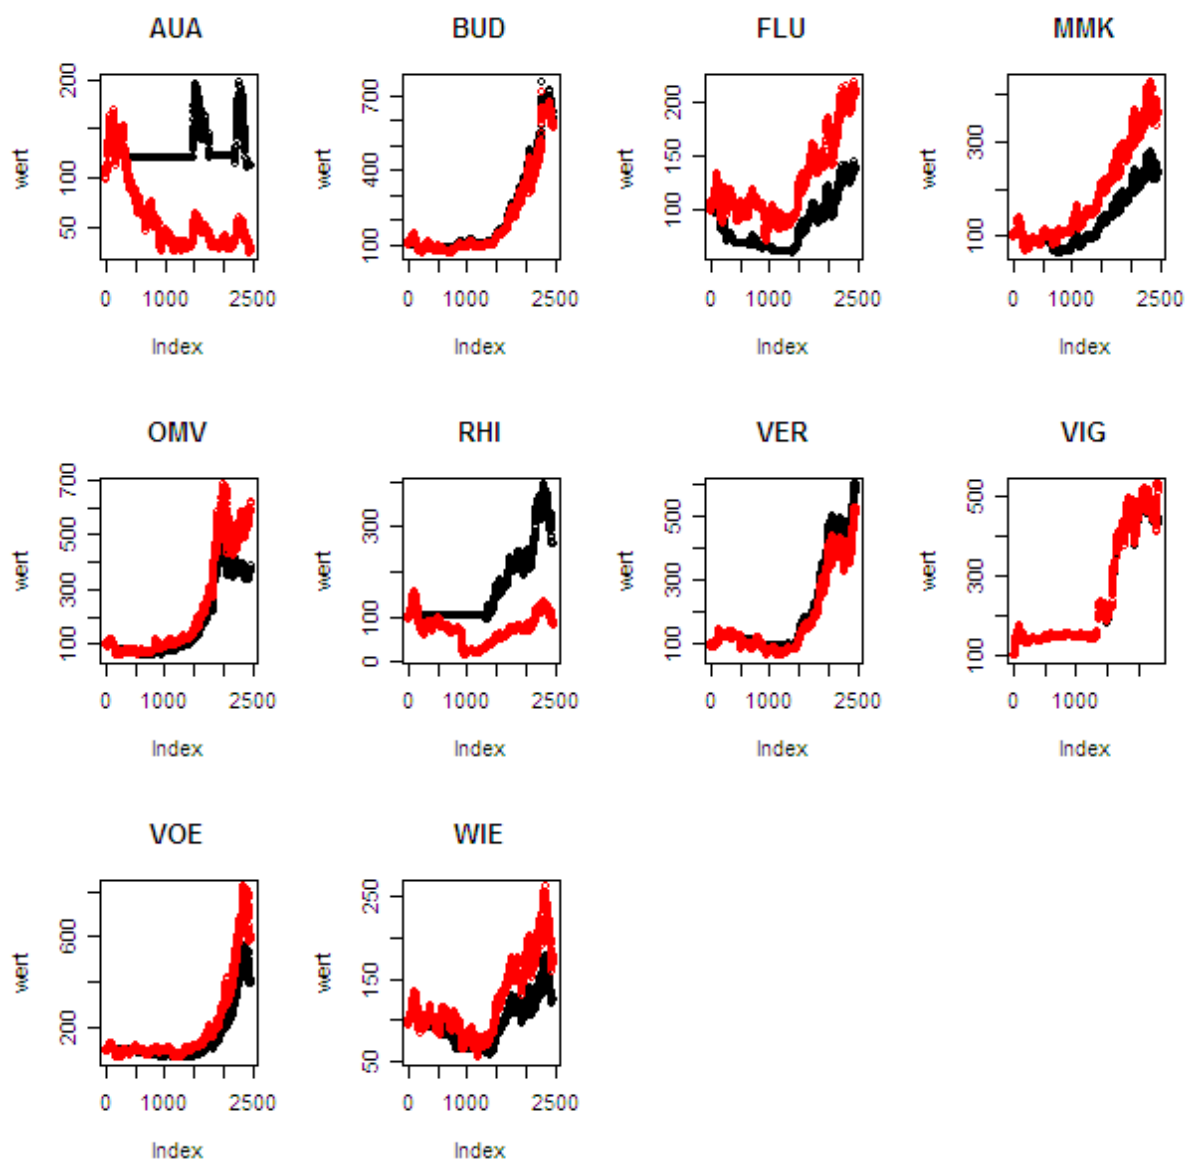 AUA BUD FLU MMK
wert 50 100 200
0 1000 2500
Index
wert 100 400 700
0 1000 2500
Index
wert 100 150 200
0 1000 2500
Index
wert 100 300
0 1000 2500
Index
OMV RHI VER VIG
wert 100 300 500 700
0 1000 2500
Index
wert 0 100 300
0 1000 2500
Index
wert 100 300 500
0 1000 2500
Index
wert 100 300 500
0 1000
Index
VOE WIE
wert 200 600
0 1000 2500
Index
wert 50 150 250
0 1000 2500
Index